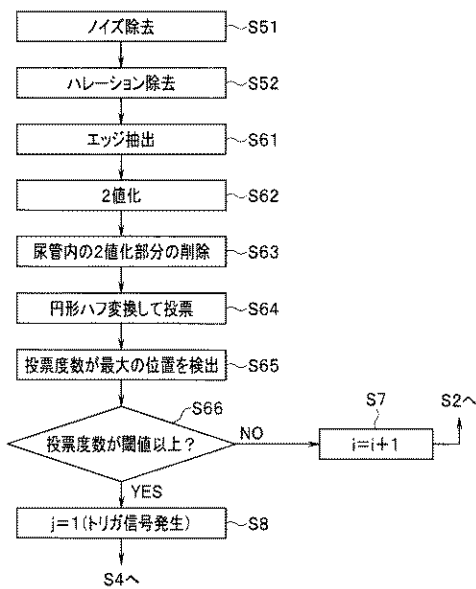 ノイズ除去
S51
ハレーション除去
S52
エッジ抽出
S61
2値化
S62
尿管内の2値化部分の削除
S63
円形ハフ変換して投票
S64
投票度数が最大の位置を検出
S65
S66
投票度数が閾値以上?
NO
S7
i=i+1
S2へ
YES
j=1(トリガ信号発生)
S8
S4へ